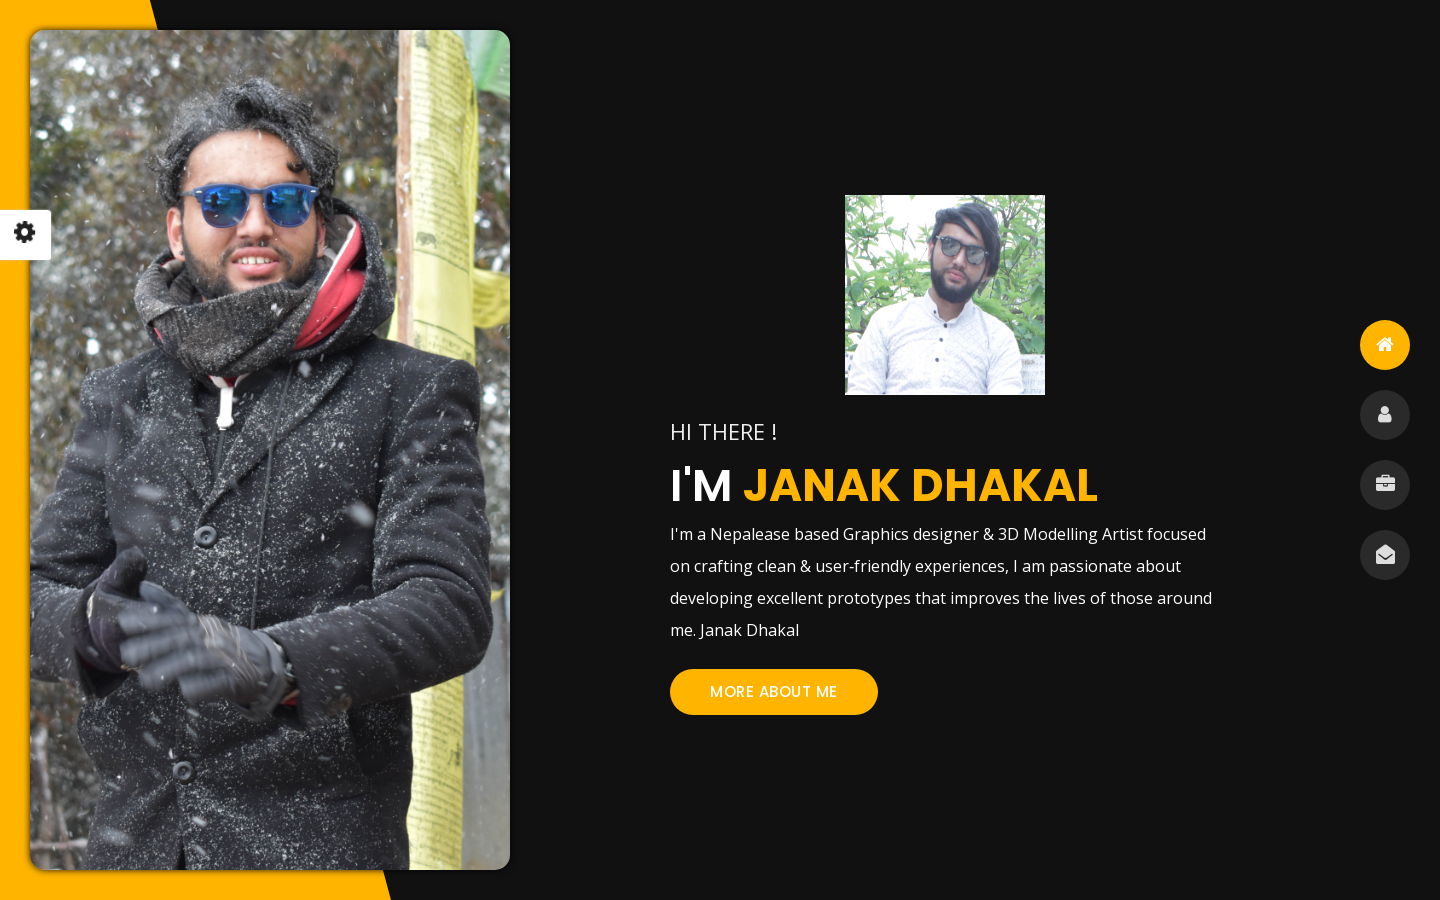 HI THERE !
I'M JANAK DHAKAL
I'm a Nepalease based Graphics designer & 3D Modelling Artist focused
on crafting clean & user-friendly experiences, I am passionate about
developing excellent prototypes that improves the lives of those around
me. Janak Dhakal
MORE ABOUT ME